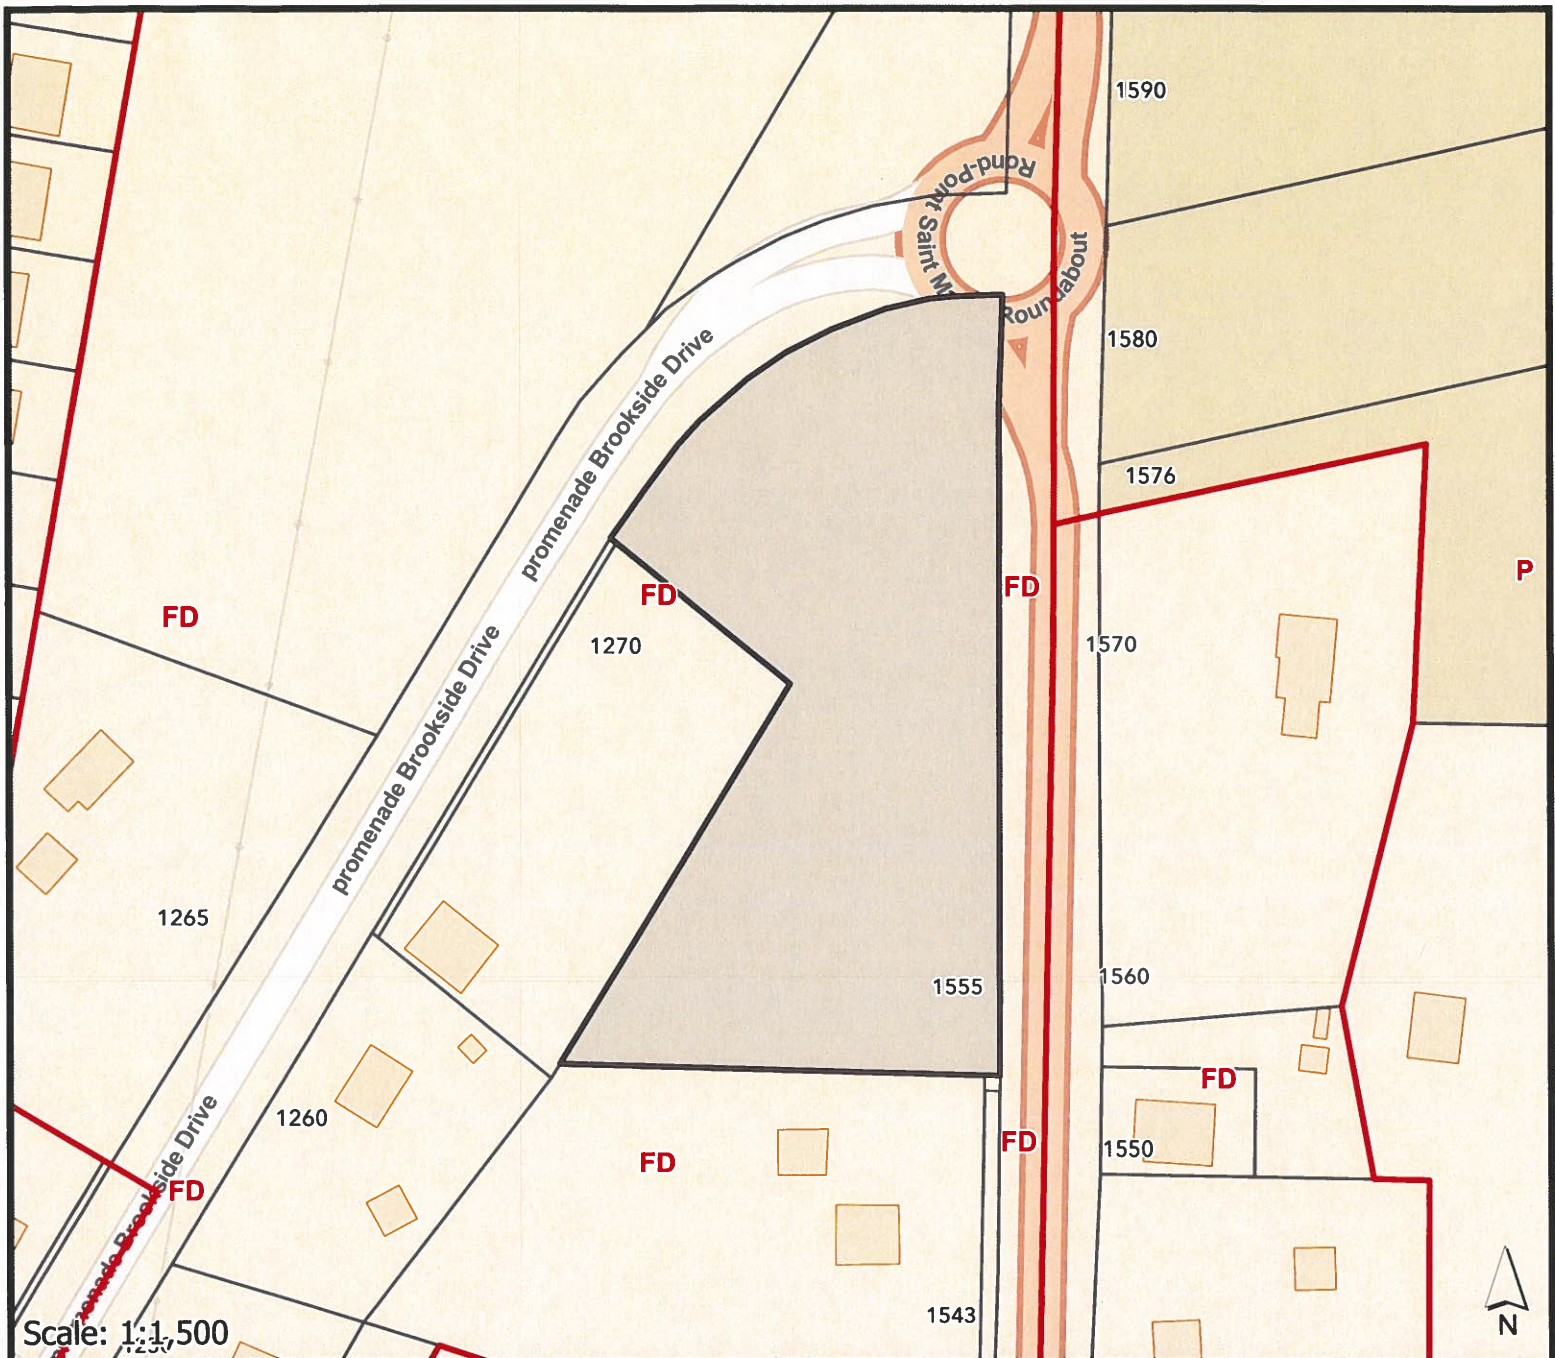 1590
Rond-Point Saint M
Roundabout
1580
promenade Brookside Drive
1576
P
FD
FD
FD
1270
1570
promenade Brookside Drive
1265
1555
1560
FD
1260
1550
FD
FD
FD
promenade Brookside Drive
1543
Scale: 1:1,500
N